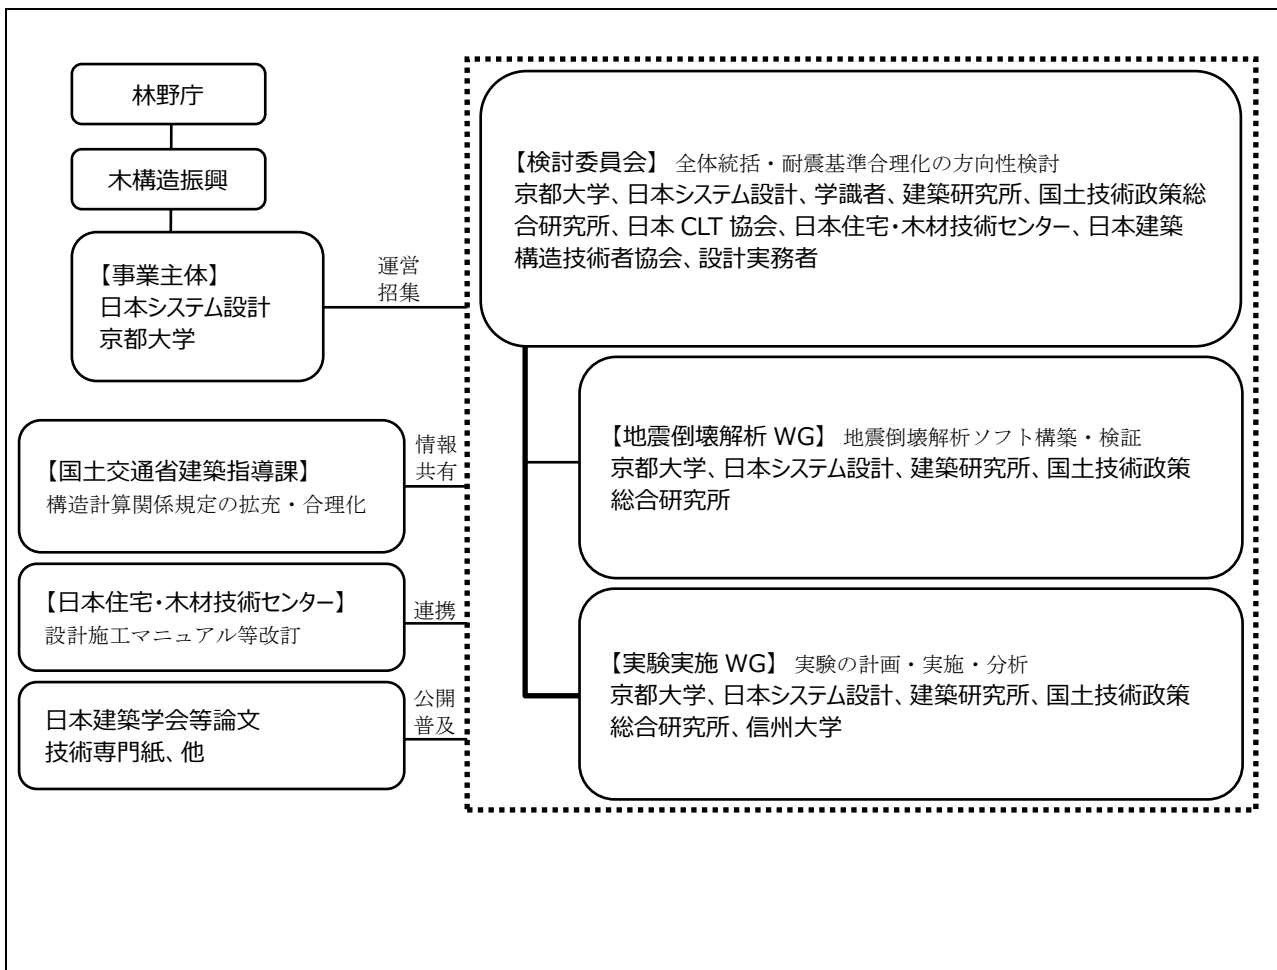 林野庁
木構造振興
【事業主体】
日本システム設計
京都大学
運営
招集
【検討委員会】 全体統括・耐震基準合理化の方向性検討
京都大学、日本システム設計、学識者、建築研究所、国土技術政策総
合研究所、日本 CLT 協会、日本住宅・木材技術センター、日本建築
構造技術者協会、設計実務者
【地震倒壊解析 WG】 地震倒壊解析ソフト構築・検証
京都大学、日本システム設計、建築研究所、国土技術政策
総合研究所
【実験実施 WG】 実験の計画・実施・分析
京都大学、日本システム設計、建築研究所、国土技術政策
総合研究所、信州大学
【国土交通省建築指導課】
構造計算関係規定の拡充・合理化
情報
共有
【日本住宅・木材技術センター】
設計施工マニュアル等改訂
連携
日本建築学会等論文
技術専門紙、他
公開
普及